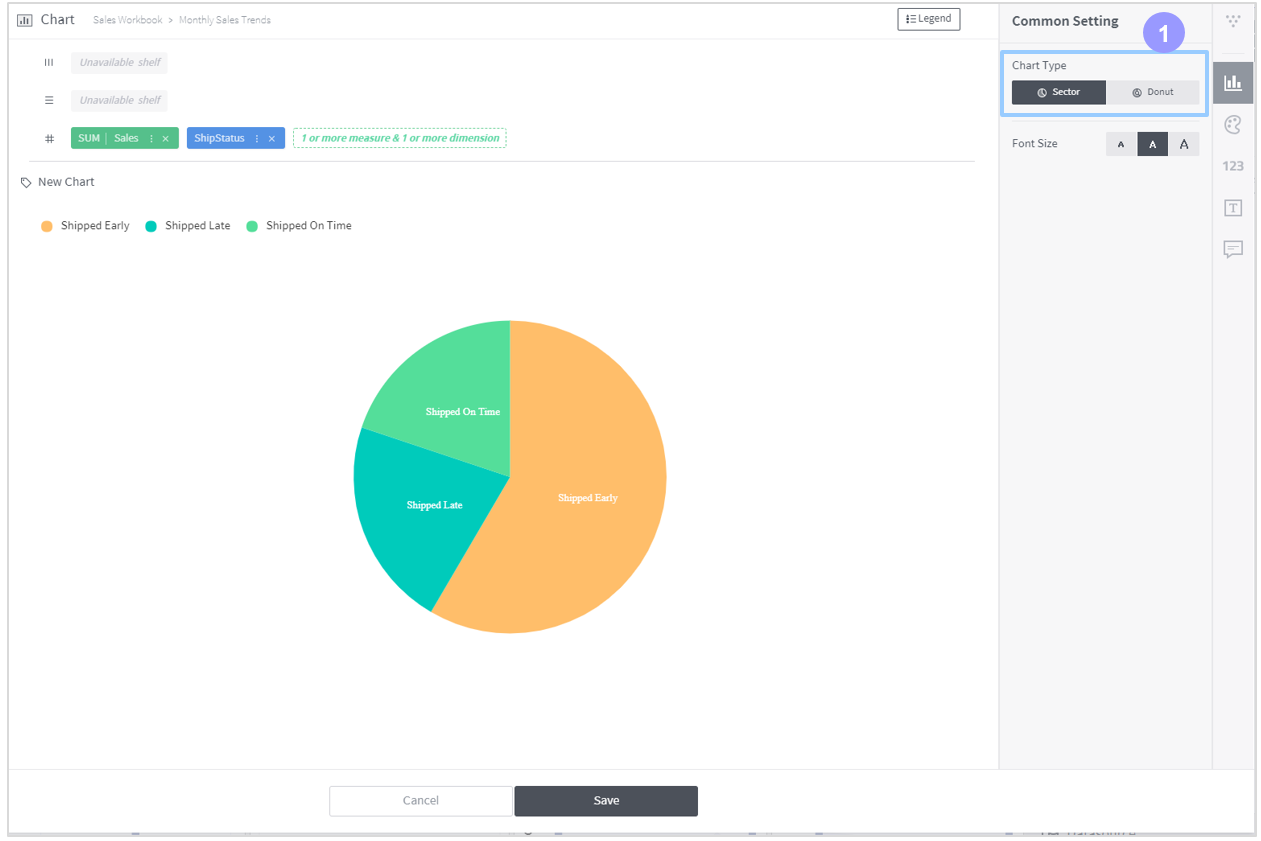 Chart Sales Workbook > Monthly Sales Trends Legend
Unavailable shelf
Unavailable shelf
SUM Sales ShipStatus 1 or more measure & 1 or more dimension
New Chart
Shipped Early Shipped Late Shipped On Time
Shipped On Time
Shipped Early
Shipped Late
Cancel Save
Common Setting 1
Chart Type
Sector Donut
Font Size A A A
123
T